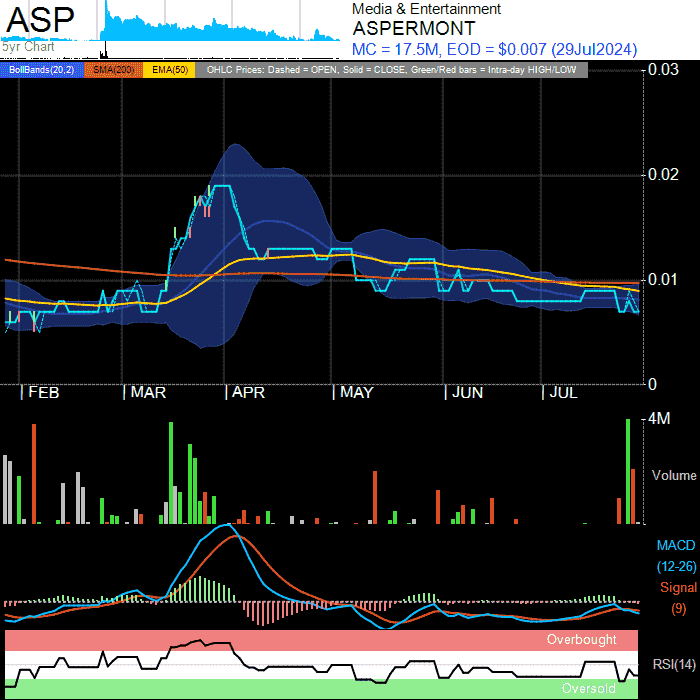 ASP
5yr Chart
Media & Entertainment
ASPERMONT
MC = 17.5M, EOD = $0.007 (29Jul2024)
BollBands(20,2) SMA(200) EMA(50) OHLC Prices: Dashed = OPEN, Solid = CLOSE, Green/Red bars = Intra-day HIGH/LOW
0.03
0.02
0.01
0
| FEB | MAR | APR | MAY | JUN | JUL
4M
Volume
MACD
(12-26)
Signal
(9)
Overbought
RSI(14)
Oversold